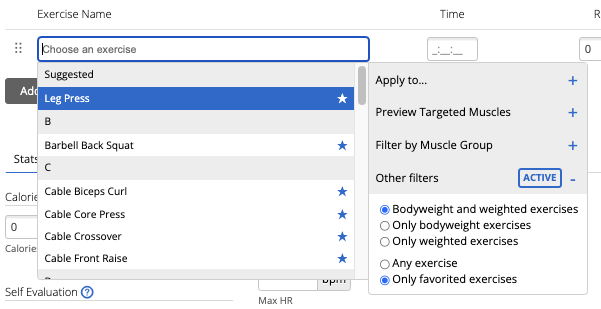 Exercise Name Time R
Choose an exercise _:__:__ 0
Suggested
Leg Press
B
Barbell Back Squat
C
Cable Biceps Curl
Cable Core Press
Cable Crossover
Cable Front Raise
Apply to... +
Preview Targeted Muscles +
Filter by Muscle Group +
Other filters ACTIVE -
Bodyweight and weighted exercises
Only bodyweight exercises
Only weighted exercises
Any exercise
Only favorited exercises
Add
Stats
Calorie
0
Calories
bpm
Self Evaluation ?
Max HR